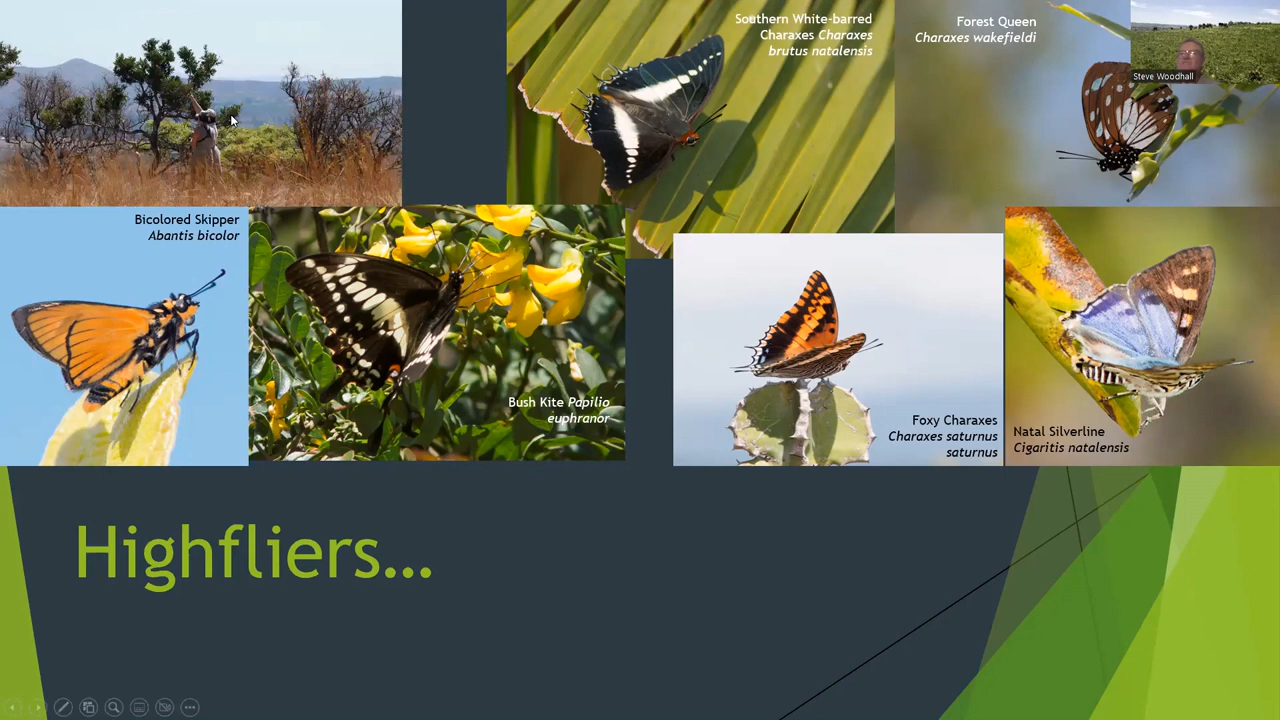 Southern White-barred
Charaxes Charaxes
brutus natalensis
Forest Queen
Charaxes wakefieldi
Steve Woodhall
Bicolored Skipper
Abantis bicolor
Bush Kite Papilio
euphranor
Foxy Charaxes
Charaxes saturnus
saturnus
Natal Silverline
Cigaritis natalensis
Highfliers...